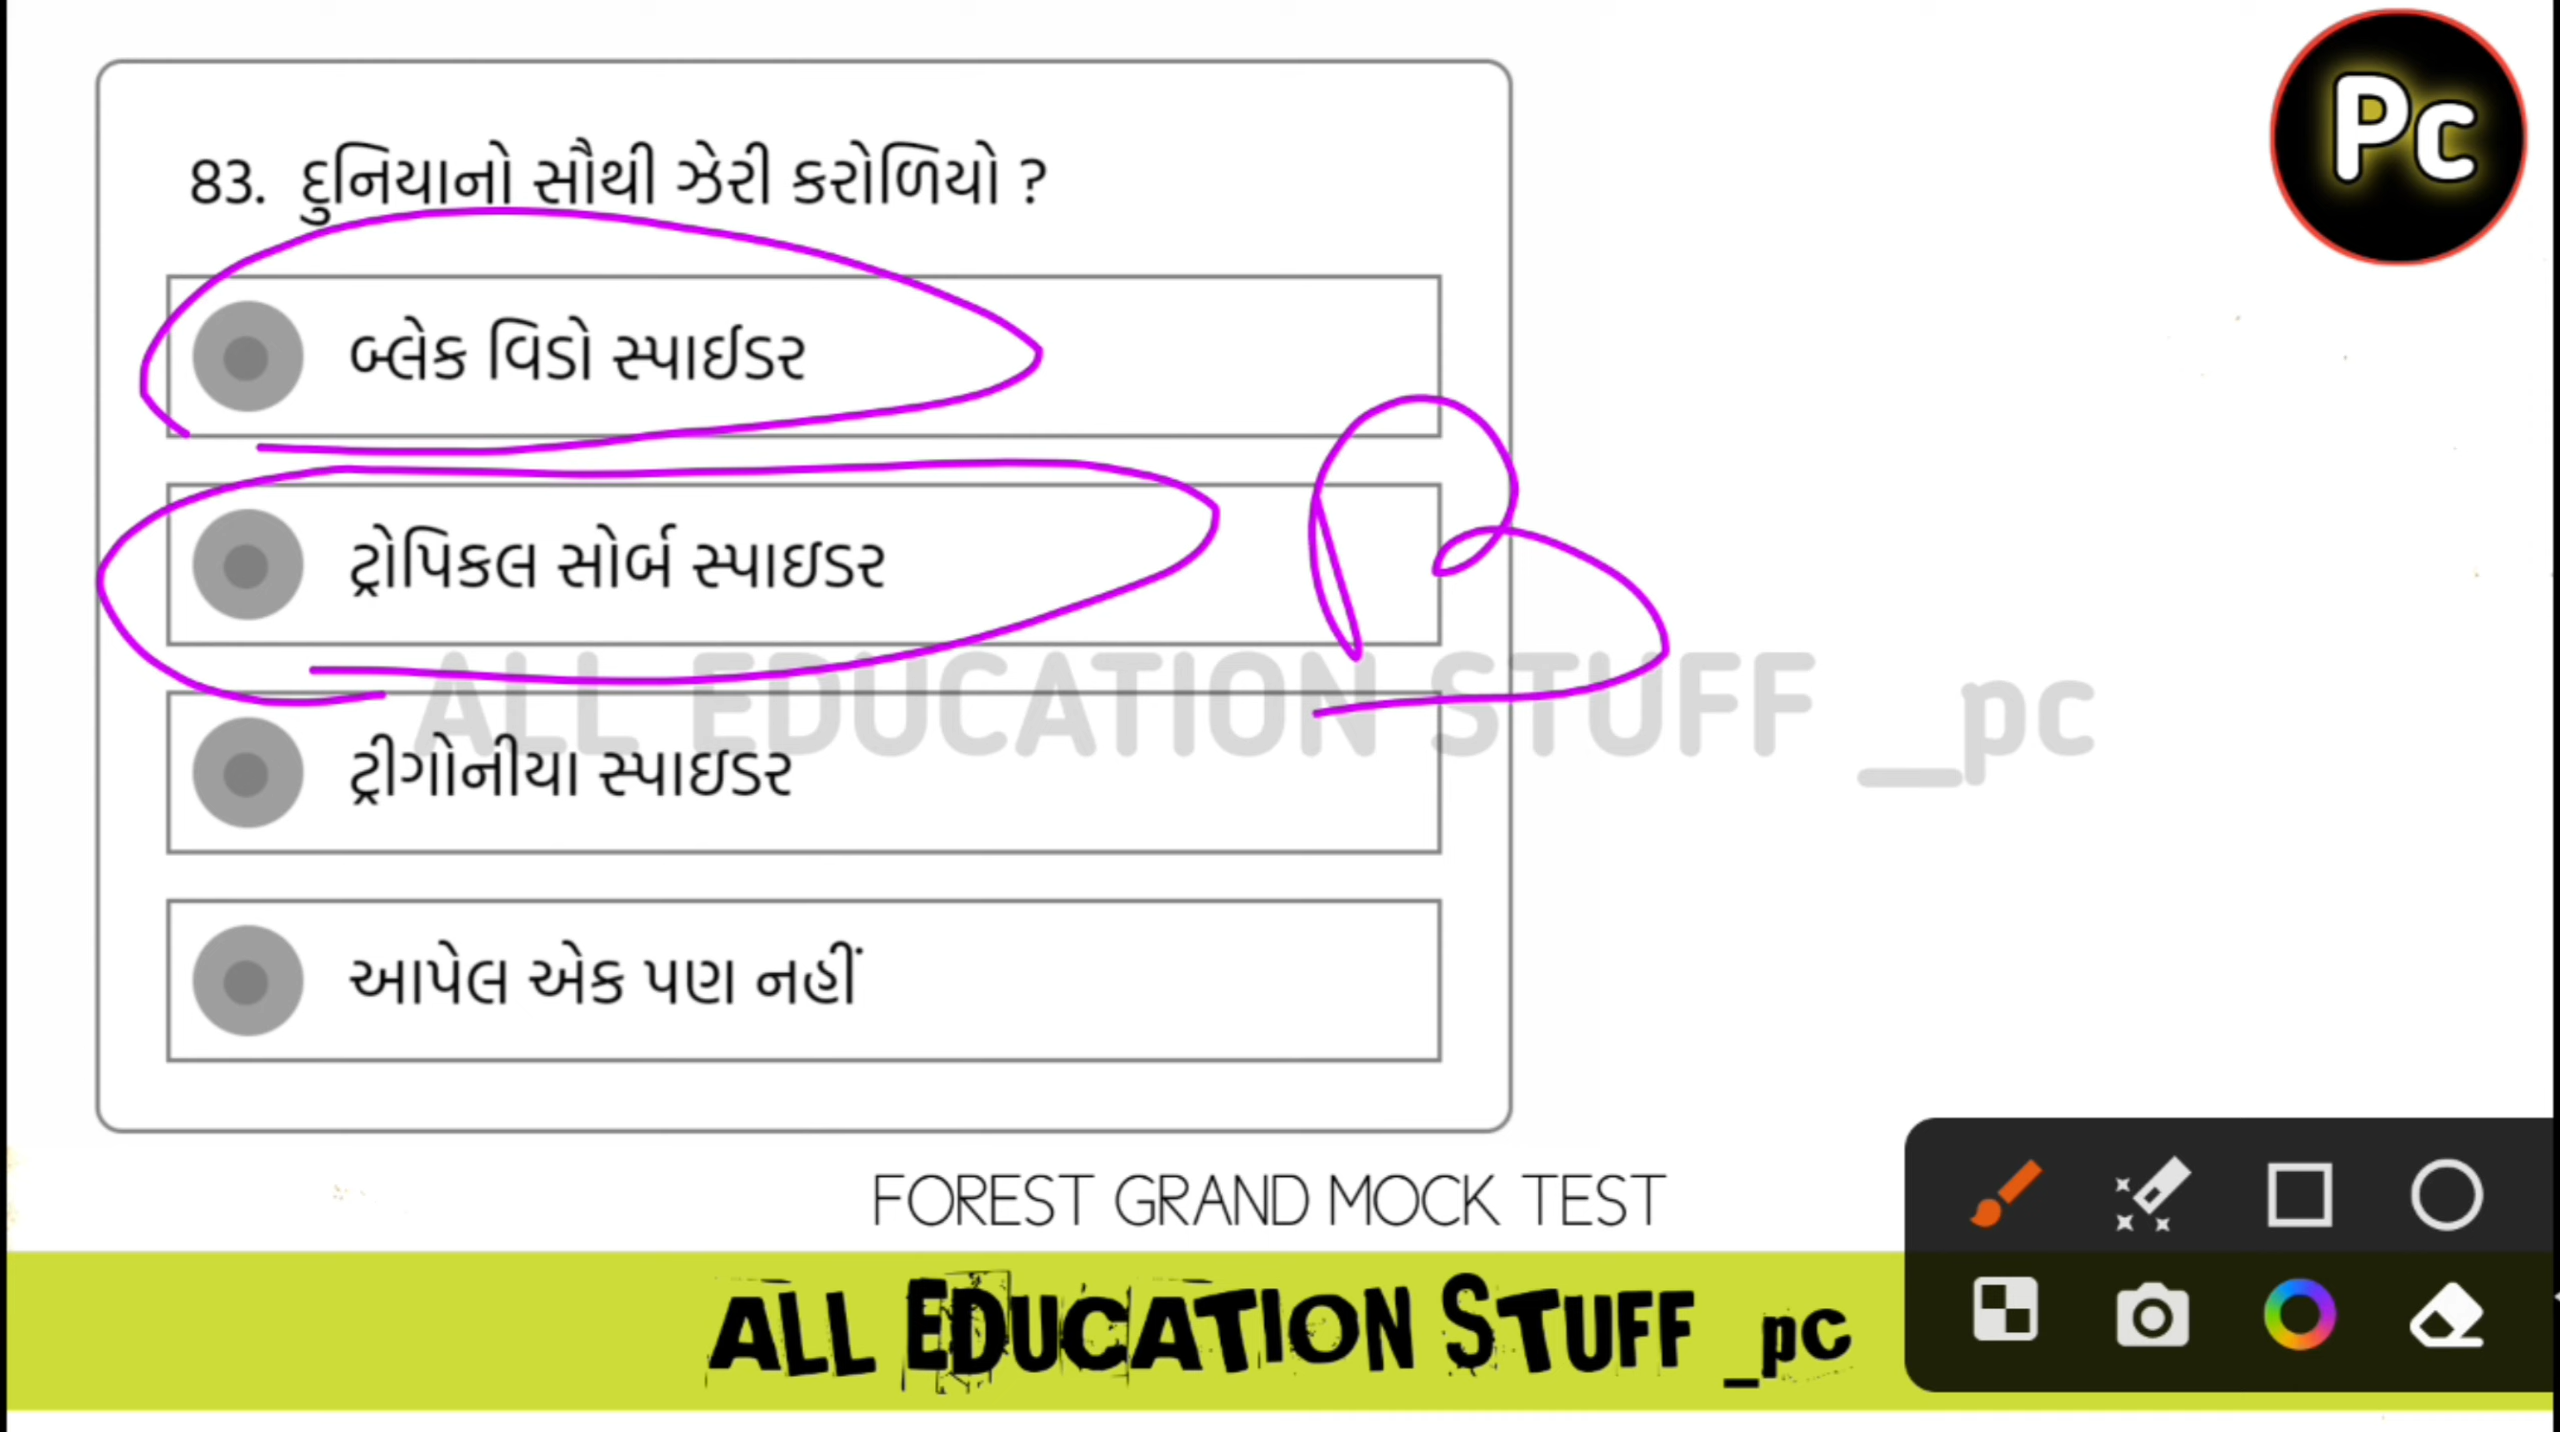 Pc
83. દુનિયાનો સૌથી ઝેરી કરોળિયો ?
બ્લેક વિડો સ્પાઈડર
ટ્રોપિકલ સોર્બ સ્પાઇડર
ALL EDUCATION STUFF _pc
ટ્રીગોનીયા સ્પાઇડર
આપેલ એક પણ નહીં
FOREST GRAND MOCK TEST
ALL EDUCATION STUFF _pc